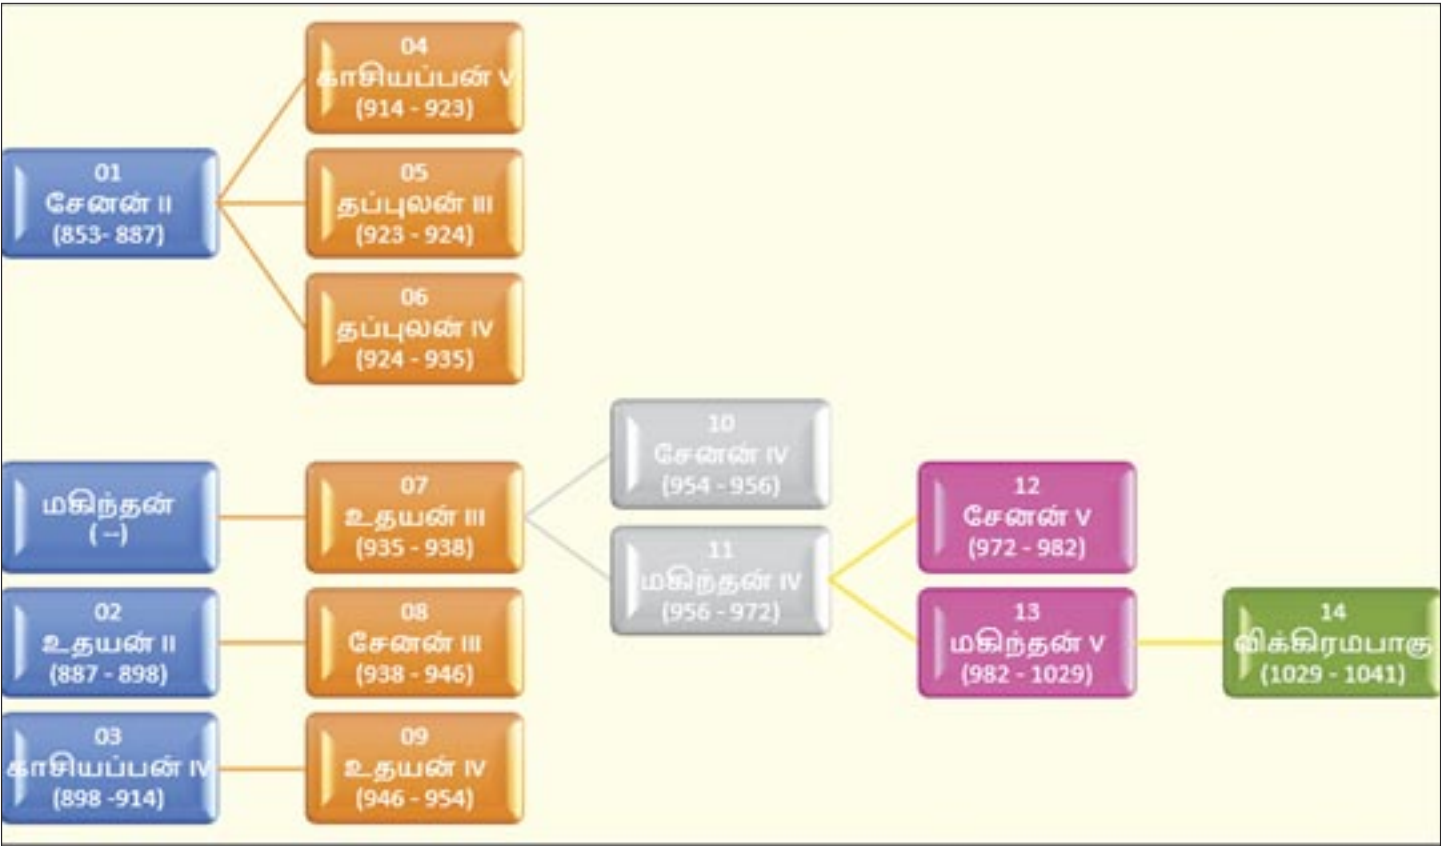 04
காசியப்பன் V
(914 - 923)
01
சேனன் II
(853- 887)
05
தப்புலன் III
(923 - 924)
06
தப்புலன் IV
(924 - 935)
மகிந்தன்
( --)
07
உதயன் III
(935 - 938)
10
சேனன் IV
(954 - 956)
11
மகிந்தன் IV
(956 - 972)
12
சேனன் V
(972 - 982)
02
உதயன் II
(887 - 898)
08
சேனன் III
(938 - 946)
13
மகிந்தன் V
(982 - 1029)
14
விக்கிரமபாகு
(1029 - 1041)
03
காசியப்பன் IV
(898 -914)
09
உதயன் IV
(946 - 954)